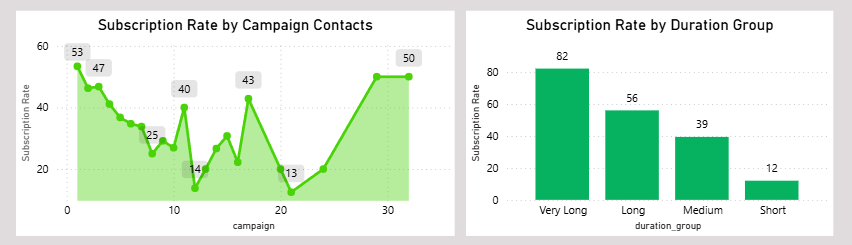 Subscription Rate by Campaign Contacts
Subscription Rate
60
40
20
53
47
25
40
14
43
13
50
0
10
20
30
campaign
Subscription Rate by Duration Group
Subscription Rate
80
60
40
20
0
82
56
39
12
Very Long
Long
Medium
Short
duration_group